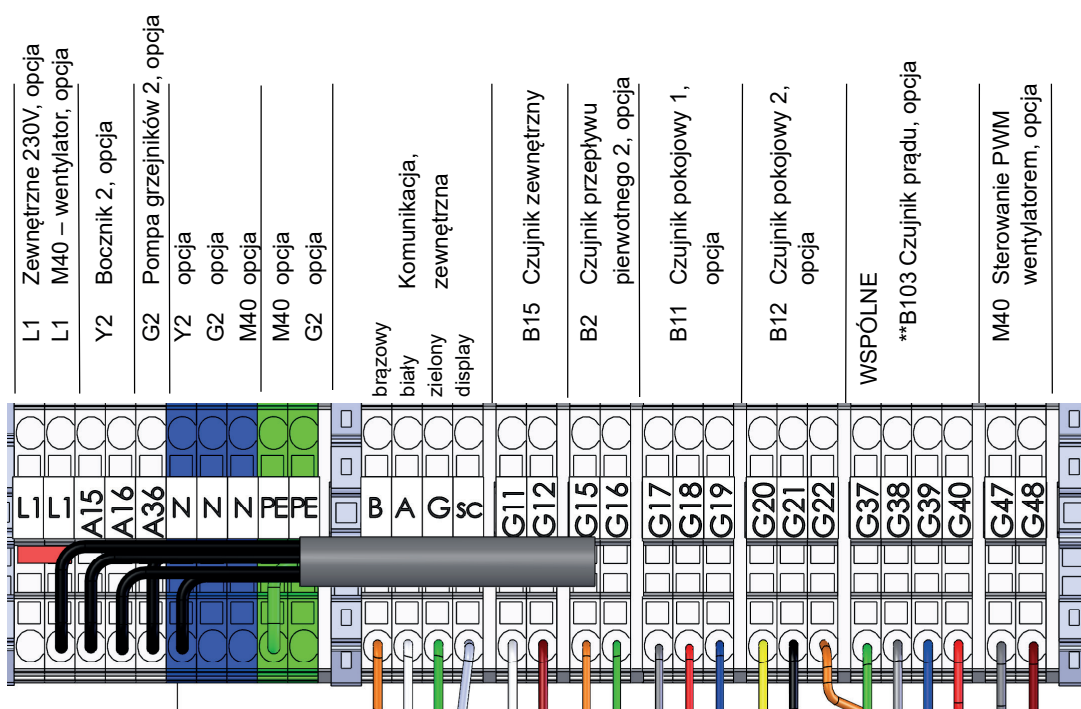 L1 Zewnętrzne 230V, opcja
L1 M40 – wentylator, opcja
Y2 Bocznik 2, opcja
G2 Pompa grzejników 2, opcja
Y2 opcja
G2 opcja
M40 opcja
M40 opcja
G2 opcja
brązowy
biały
zielony
display
Komunikacja,
zewnętrzna
B15 Czujnik zewnętrzny
B2 Czujnik przepływu
pierwotnego 2, opcja
B11 Czujnik pokojowy 1,
opcja
B12 Czujnik pokojowy 2,
opcja
WSPÓLNE
**B103 Czujnik prądu, opcja
M40 Sterowanie PWM
wentylatorem, opcja
L1 L1 A15 A16 A36 N N N PE PE B A G SC G11 G12 G15 G16 G17 G18 G19 G20 G21 G22 G37 G38 G39 G40 G47 G48